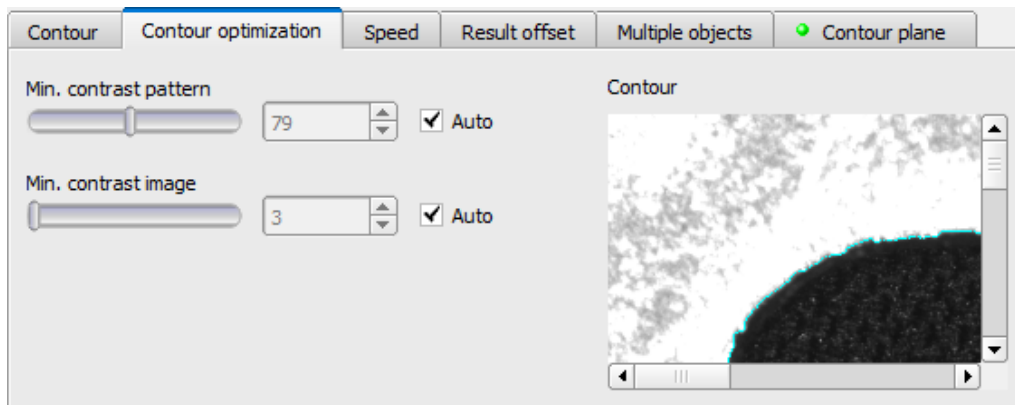 Contour Contour optimization Speed Result offset Multiple objects Contour plane
Min. contrast pattern
79 Auto
Min. contrast image
3 Auto
Contour